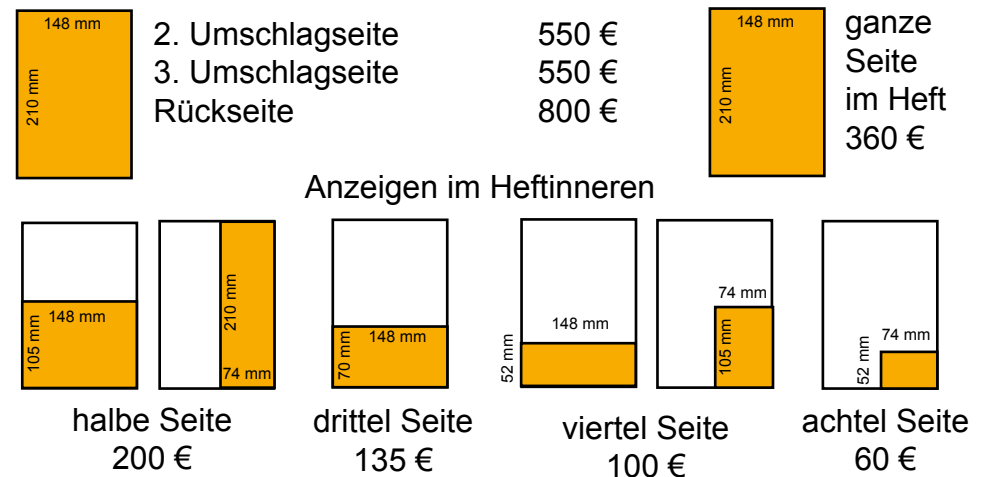 148 mm
210 mm
2. Umschlagseite 550 €
3. Umschlagseite 550 €
Rückseite 800 €
148 mm
210 mm
ganze
Seite
im Heft
360 €
Anzeigen im Heftinneren
105 mm
148 mm
210 mm
74 mm
halbe Seite
200 €
70 mm
148 mm
drittel Seite
135 €
52 mm
148 mm
74 mm
105 mm
viertel Seite
100 €
52 mm
74 mm
achtel Seite
60 €